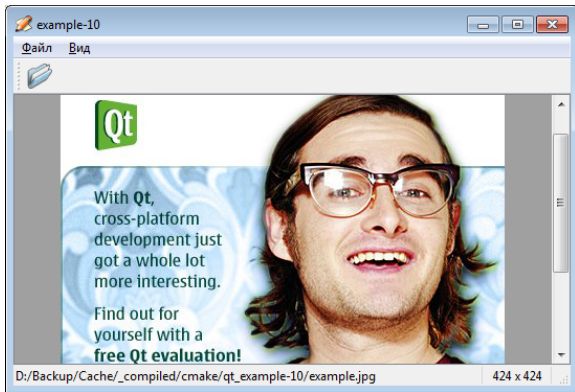 example-10
Файл Вид
Qt
With Qt,
cross-platform
development just
got a whole lot
more interesting.
Find out for
yourself with a
free Qt evaluation!
D:/Backup/Cache/_compiled/cmake/qt_example-10/example.jpg 424 x 424